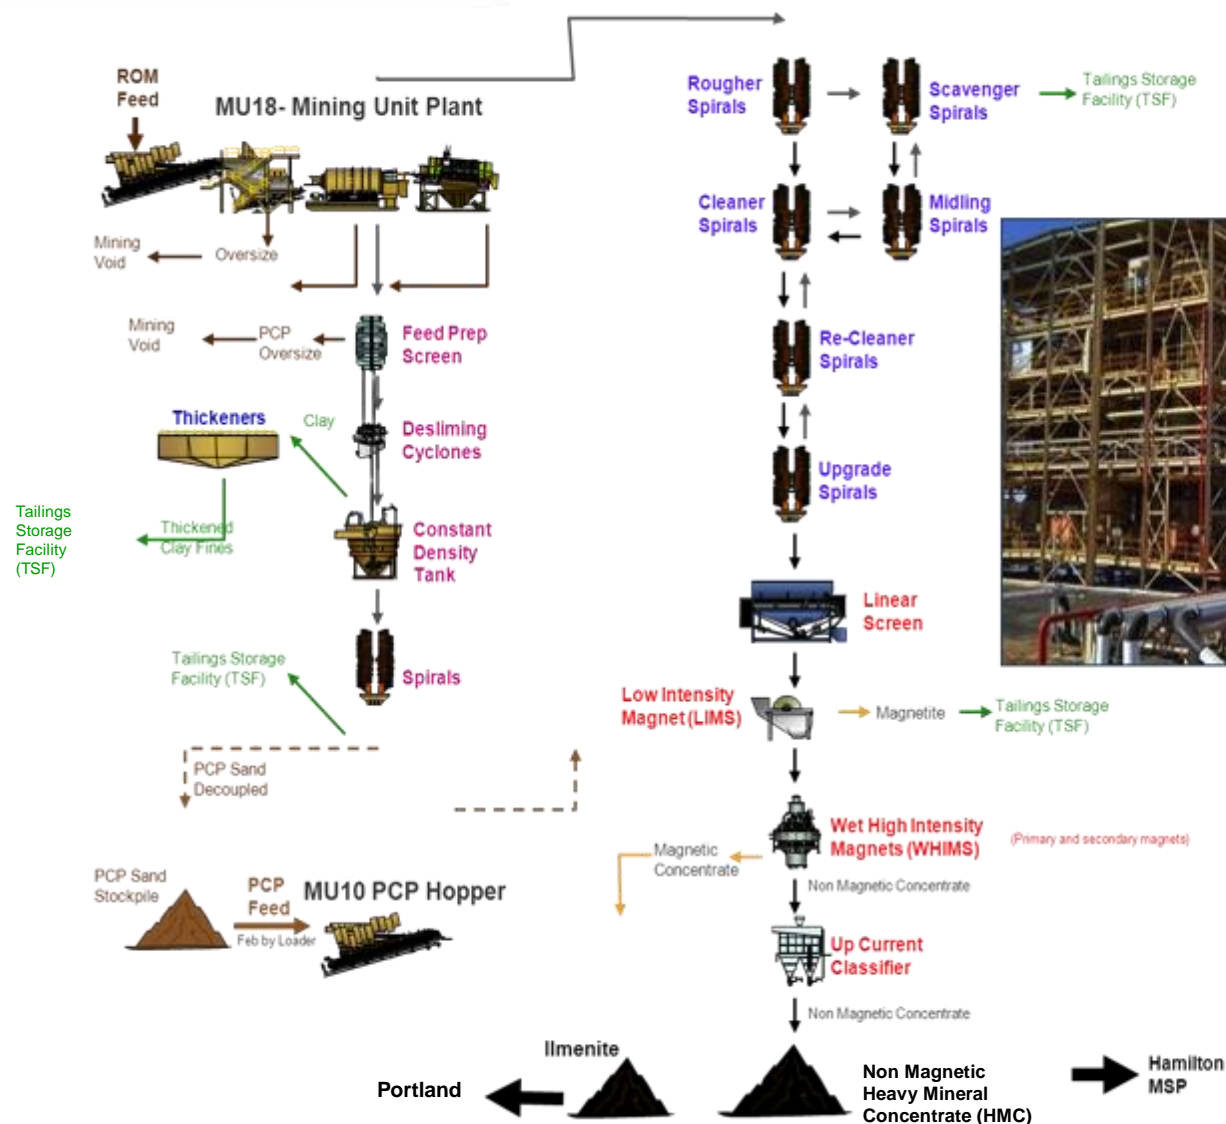 ROM
Feed
MU18- Mining Unit Plant
Mining
Void
Oversize
Mining
Void
PCP
Oversize
Feed Prep
Screen
Thickeners
Clay
Desliming
Cyclones
Tailings
Storage
Facility
(TSF)
Thickened
Clay Fines
Constant
Density
Tank
Tailings Storage
Facility (TSF)
Spirals
PCP Sand
Decoupled
PCP Sand
Stockpile
PCP
Feed
Feb by Loader
MU10 PCP Hopper
Rougher
Spirals
Scavenger
Spirals
Tailings Storage
Facility (TSF)
Cleaner
Spirals
Midling
Spirals
Re-Cleaner
Spirals
Upgrade
Spirals
Linear
Screen
Low Intensity
Magnet (LIMS)
Magnetite
Tailings Storage
Facility (TSF)
Wet High Intensity
Magnets (WHIMS)
(Primary and secondary magnets)
Magnetic
Concentrate
Non Magnetic Concentrate
Up Current
Classifier
Non Magnetic Concentrate
Ilmenite
Portland
Non Magnetic
Heavy Mineral
Concentrate (HMC)
Hamilton
MSP